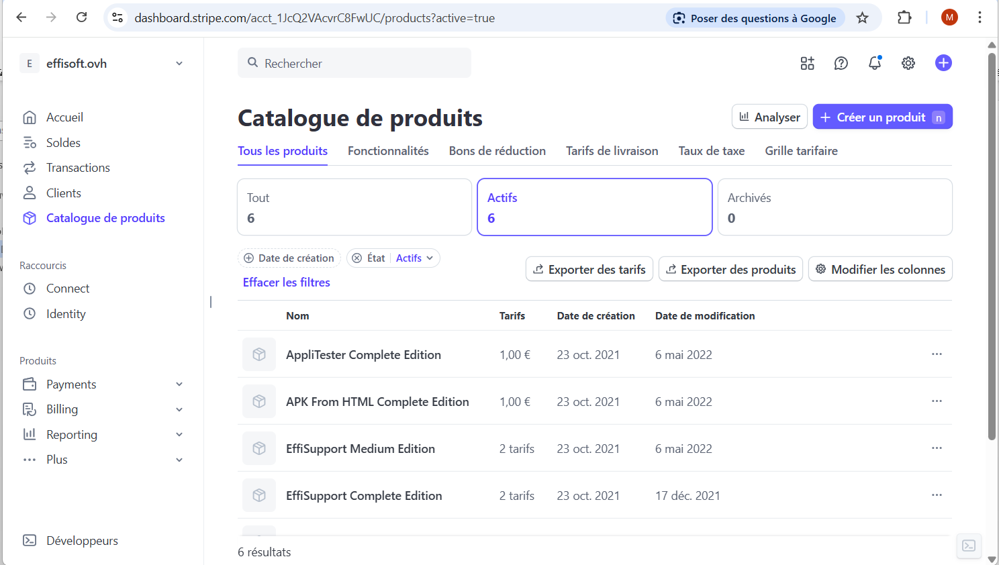 dashboard.stripe.com/acct_1JcQ2VAcvrC8FwUC/products?active=true
Poser des questions à Google
M
E
effisoft.ovh
Rechercher
Accueil
Soldes
Transactions
Clients
Catalogue de produits
Raccourcis
Connect
Identity
Produits
Payments
Billing
Reporting
Plus
Développeurs
Catalogue de produits
Analyser
Créer un produit n
Tous les produits Fonctionnalités Bons de réduction Tarifs de livraison Taux de taxe Grille tarifaire
Tout
6
Actifs
6
Archivés
0
Date de création
État Actifs
Effacer les filtres
Exporter des tarifs
Exporter des produits
Modifier les colonnes
Nom Tarifs Date de création Date de modification
AppliTester Complete Edition 1,00 € 23 oct. 2021 6 mai 2022
APK From HTML Complete Edition 1,00 € 23 oct. 2021 6 mai 2022
EffiSupport Medium Edition 2 tarifs 23 oct. 2021 6 mai 2022
EffiSupport Complete Edition 2 tarifs 23 oct. 2021 17 déc. 2021
6 résultats